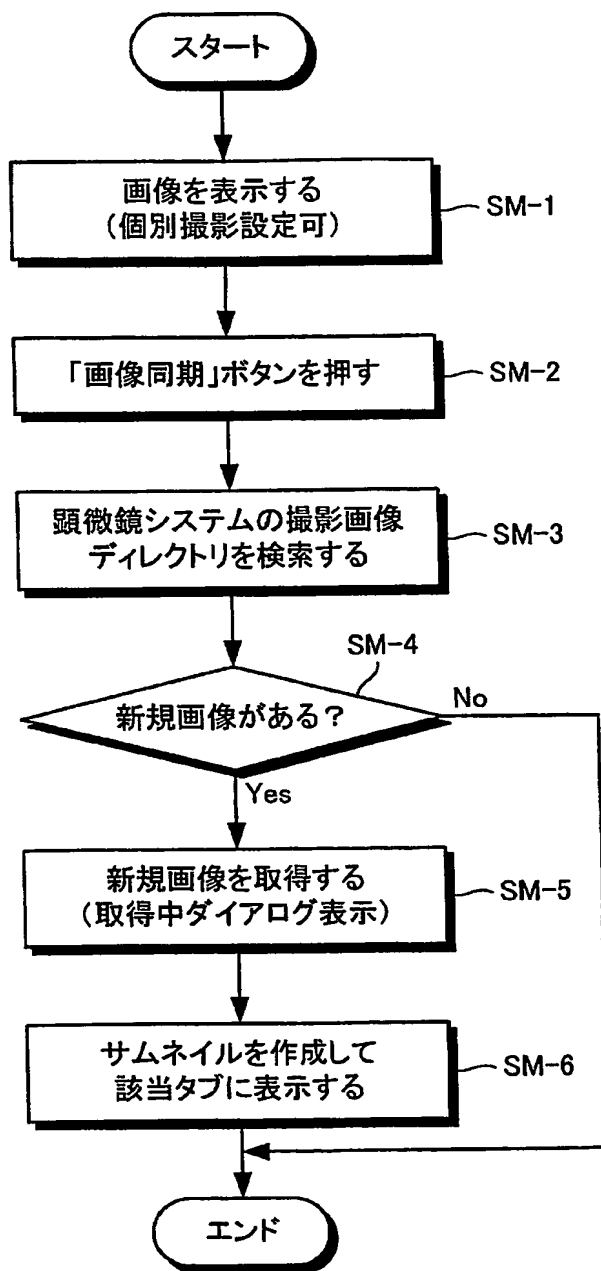 スタート
画像を表示する
(個別撮影設定可)
SM-1
「画像同期」ボタンを押す
SM-2
顕微鏡システムの撮影画像
ディレクトリを検索する
SM-3
SM-4
新規画像がある?
No
Yes
新規画像を取得する
(取得中ダイアログ表示)
SM-5
サムネイルを作成して
該当タブに表示する
SM-6
エンド